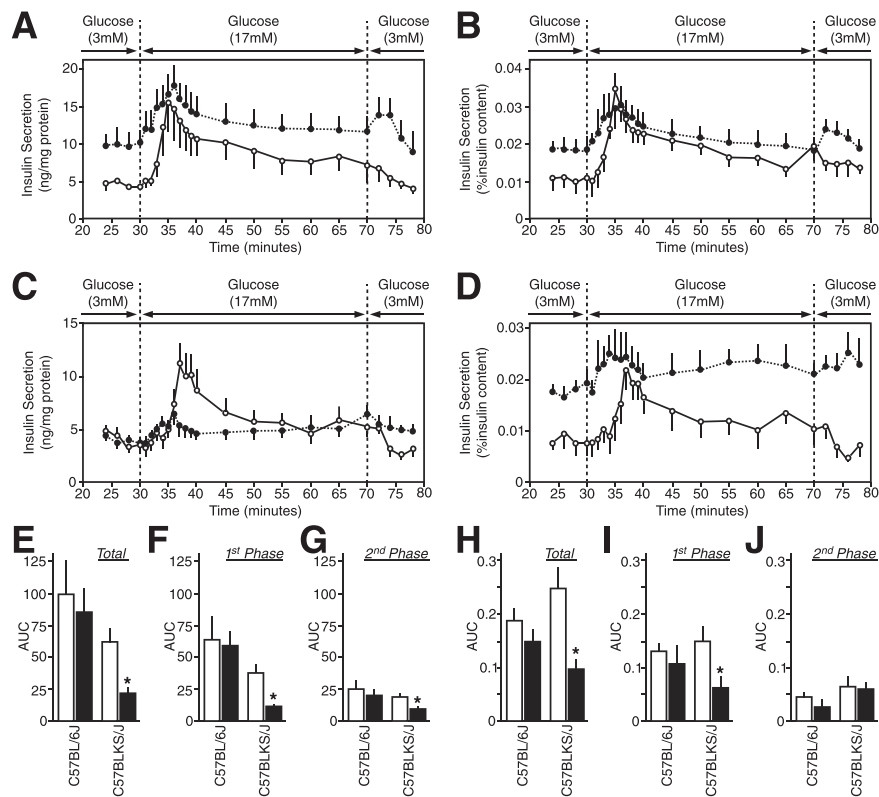 A
Glucose
(3mM)
Glucose
(17mM)
Glucose
(3mM)
Insulin Secretion
(ng/mg protein)
20
15
10
5
0
20 25 30 35 40 45 50 55 60 65 70 75 80
Time (minutes)
B
Glucose
(3mM)
Glucose
(17mM)
Glucose
(3mM)
Insulin Secretion
(%insulin content)
0.04
0.03
0.02
0.01
0
20 25 30 35 40 45 50 55 60 65 70 75 80
Time (minutes)
C
Glucose
(3mM)
Glucose
(17mM)
Glucose
(3mM)
Insulin Secretion
(ng/mg protein)
15
10
5
0
20 25 30 35 40 45 50 55 60 65 70 75 80
Time (minutes)
D
Glucose
(3mM)
Glucose
(17mM)
Glucose
(3mM)
Insulin Secretion
(%insulin content)
0.03
0.02
0.01
0
20 25 30 35 40 45 50 55 60 65 70 75 80
Time (minutes)
E
Total
AUC
125
100
75
50
25
0
*
C57BL/6J
C57BLKS/J
F
1st Phase
AUC
125
100
75
50
25
0
*
C57BL/6J
C57BLKS/J
G
2nd Phase
AUC
125
100
75
50
25
0
*
C57BL/6J
C57BLKS/J
H
Total
AUC
0.3
0.2
0.1
0
*
C57BL/6J
C57BLKS/J
I
1st Phase
AUC
0.3
0.2
0.1
0
*
C57BL/6J
C57BLKS/J
J
2nd Phase
AUC
0.3
0.2
0.1
0
C57BL/6J
C57BLKS/J